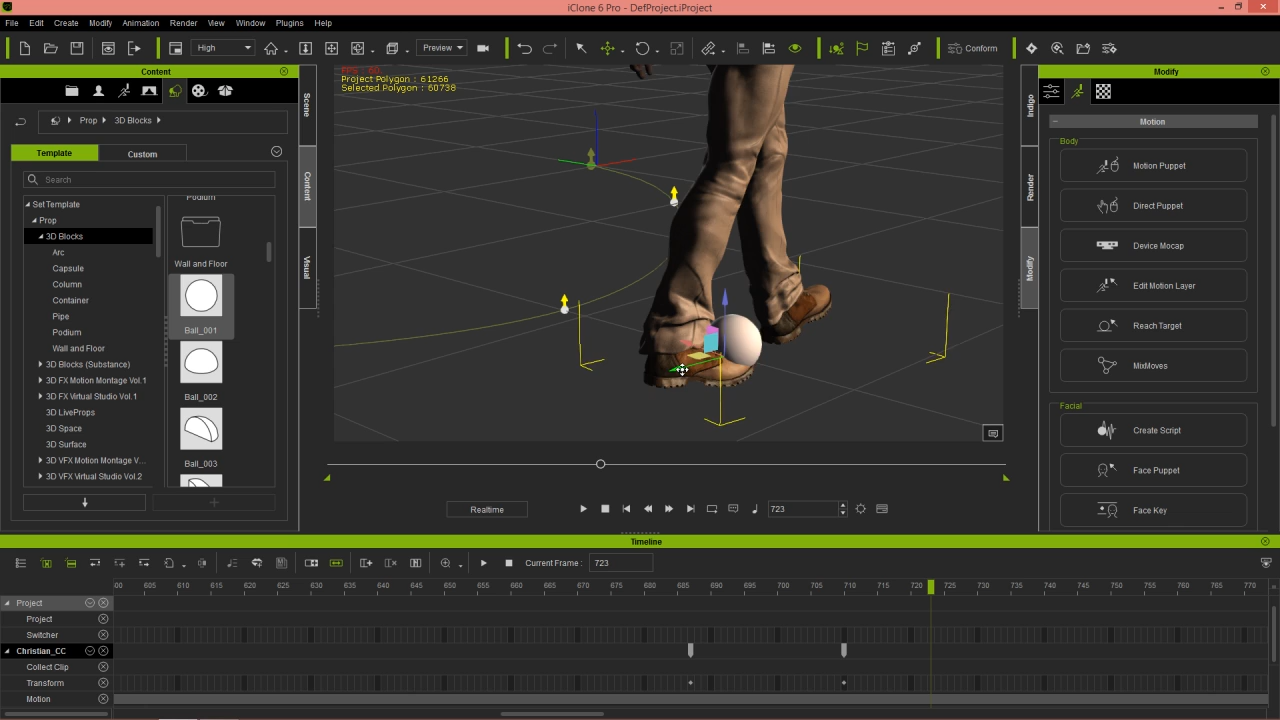 iClone 6 Pro - DefProject.iProject
File Edit Create Modify Animation Render View Window Plugins Help
High Preview Conform
Content
Prop 3D Blocks
Template Custom
Search
Set Template
Prop
3D Blocks
Arc
Capsule
Column
Container
Pipe
Podium
Wall and Floor
3D Blocks (Substance)
3D FX Motion Montage Vol.1
3D FX Virtual Studio Vol.1
3D LiveProps
3D Space
3D Surface
3D VFX Motion Montage V...
3D VFX Virtual Studio Vol.2
Podium
Wall and Floor
Ball_001
Ball_002
Ball_003
Scene
Content
Visual
Project Polygon : 61266
Selected Polygon : 60738
Realtime
723
Indigo
Render
Modify
Modify
Motion
Body
Motion Puppet
Direct Puppet
Device Mocap
Edit Motion Layer
Reach Target
MixMoves
Facial
Create Script
Face Puppet
Face Key
Timeline
Current Frame : 723
00 605 610 615 620 625 630 635 640 645 650 655 660 665 670 675 680 685 690 695 700 705 710 715 720 725 730 735 740 745 750 755 760 765 770
Project
Project
Switcher
Christian_CC
Collect Clip
Transform
Motion